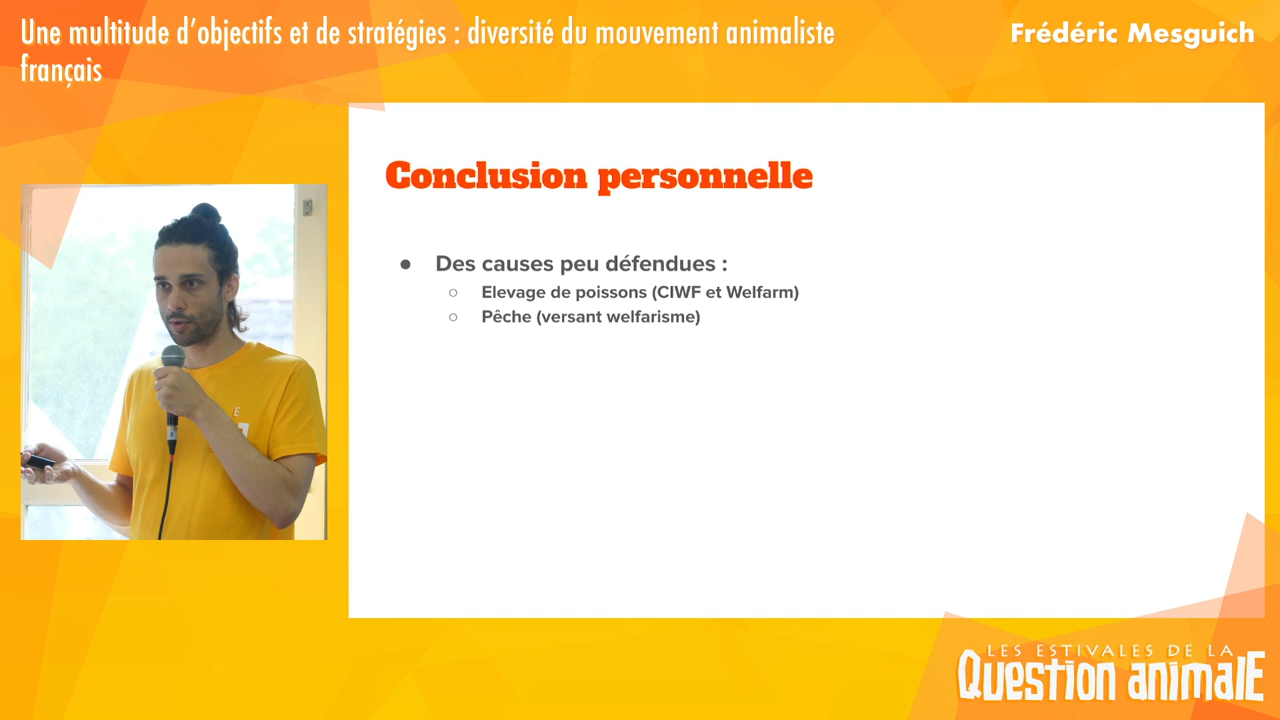 Une multitude d'objectifs et de stratégies : diversité du mouvement animaliste
français
Frédéric Mesguich
Conclusion personnelle
● Des causes peu défendues :
○ Elevage de poissons (CIWF et Welfarm)
○ Pêche (versant welfarisme)
E
LES ESTIVALES DE LA
QUESTION ANIMALE